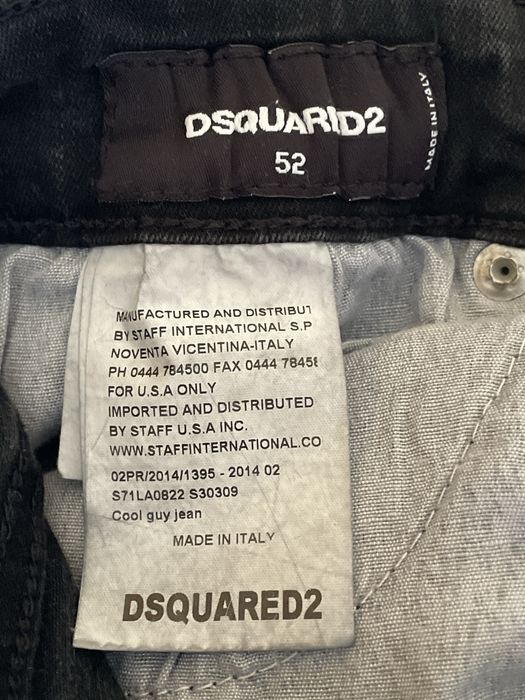 DSQUARED2
52
MADE IN ITALY
MANUFACTURED AND DISTRIBUT
BY STAFF INTERNATIONAL S.P
NOVENTA VICENTINA-ITALY
PH 0444 784500 FAX 0444 78458
FOR U.S.A ONLY
IMPORTED AND DISTRIBUTED
BY STAFF U.S.A INC.
WWW.STAFFINTERNATIONAL.CO
02PR/2014/1395 - 2014 02
S71LA0822 S30309
Cool guy jean
MADE IN ITALY
DSQUARED2